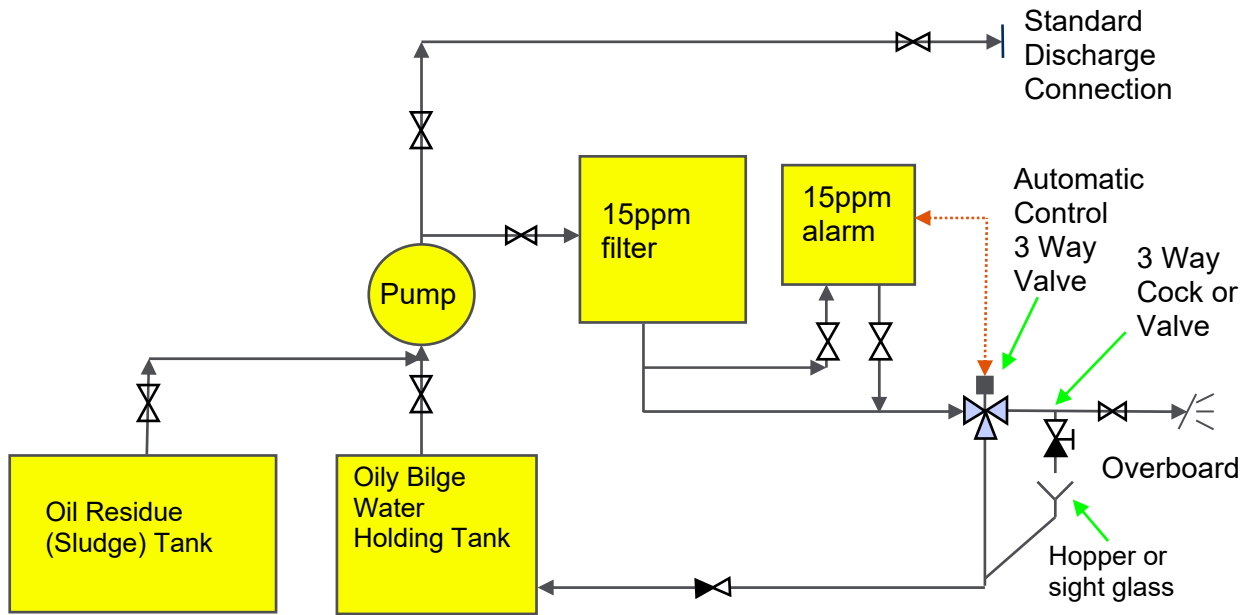 Standard
Discharge
Connection
15ppm
filter
15ppm
alarm
Automatic
Control
3 Way
Valve
3 Way
Cock or
Valve
Pump
Oil Residue
(Sludge) Tank
Oily Bilge
Water
Holding Tank
Overboard
Hopper or
sight glass